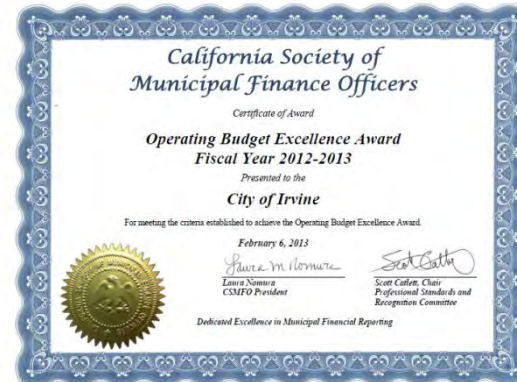 California Society of
Municipal Finance Officers
Certificate of Award
Operating Budget Excellence Award
Fiscal Year 2012-2013
Presented to the
City of Irvine
For meeting the criteria established to achieve the Operating Budget Excellence Award.
February 6, 2013
Laura M Nomura
Scott Catlett
Laura Nomura
CSMFO President
Scott Catlett, Chair
Professional Standards and
Recognition Committee
Dedicated Excellence in Municipal Financial Reporting